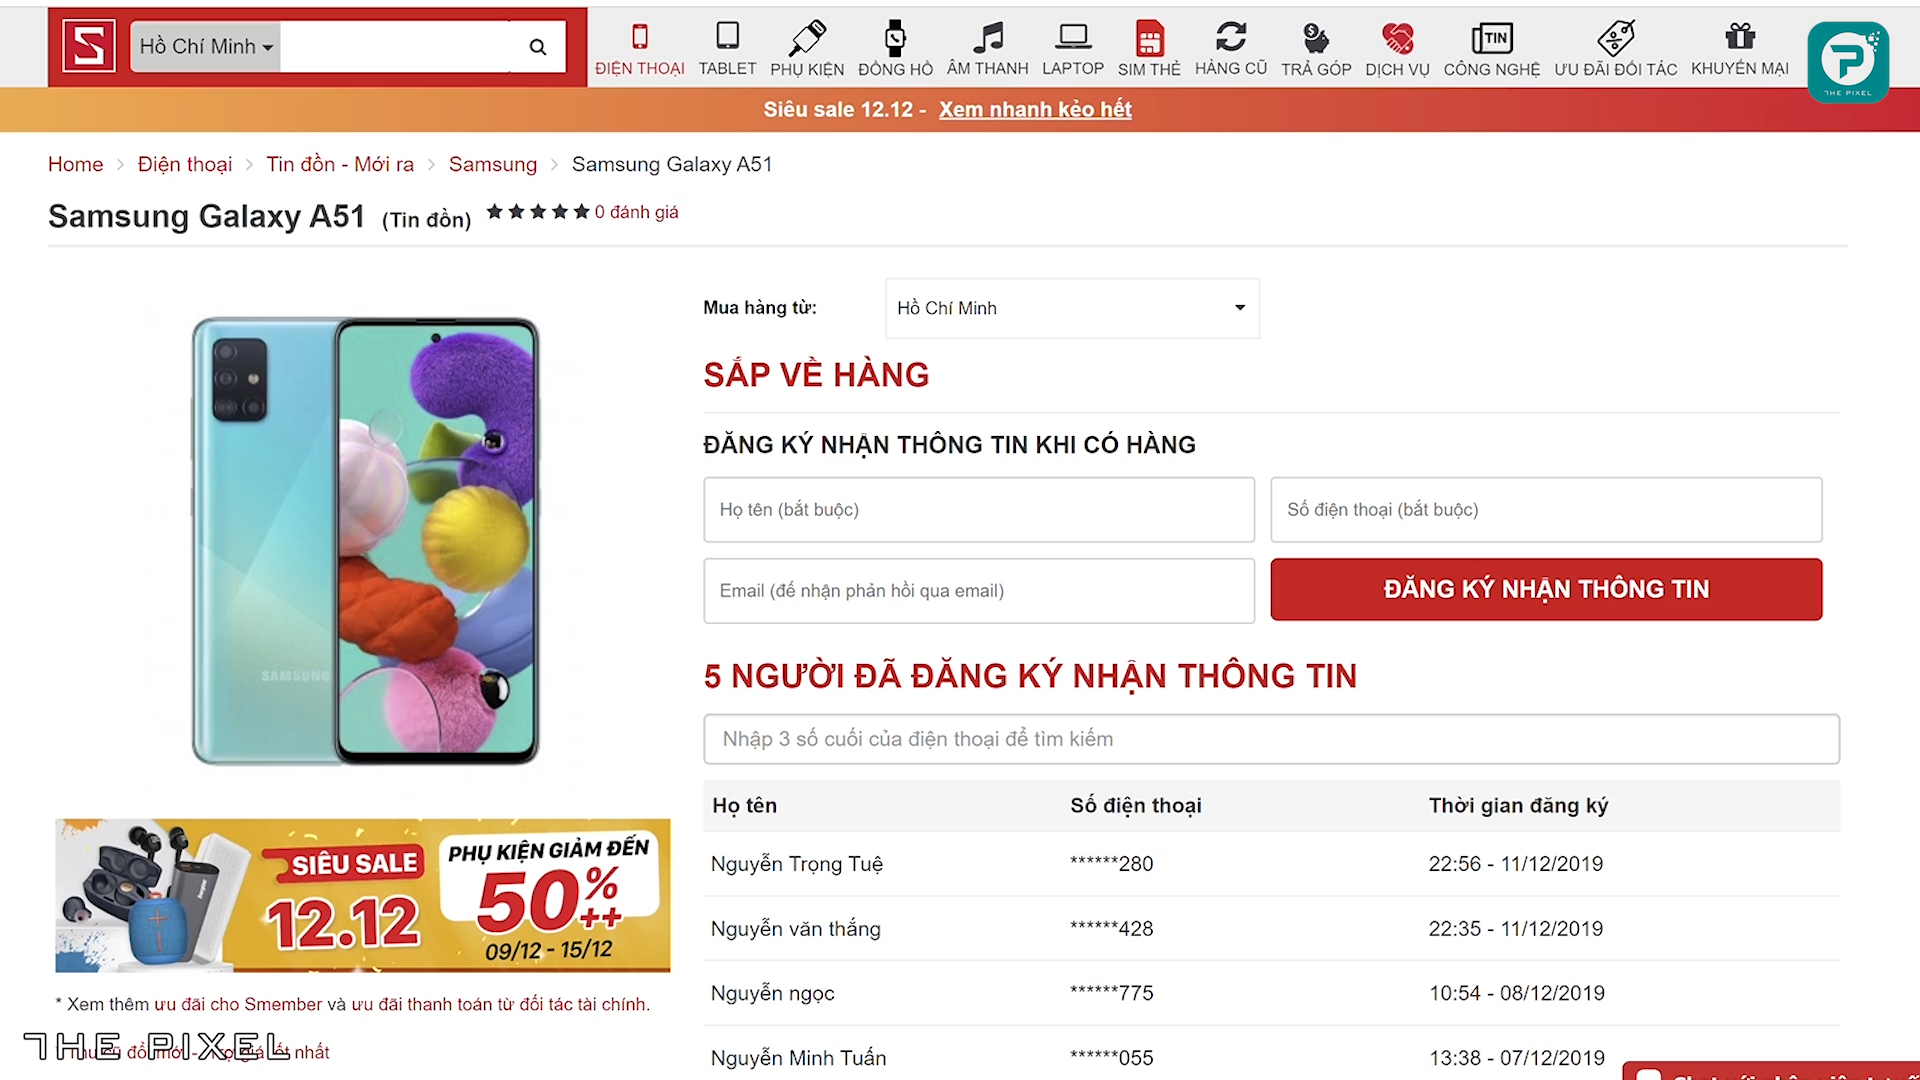 S
Hồ Chí Minh
ĐIỆN THOẠI
TABLET
PHỤ KIỆN
ĐỒNG HỒ
ÂM THANH
LAPTOP
SIM THẺ
HÀNG CŨ
TRẢ GÓP
DỊCH VỤ
TIN
CÔNG NGHỆ
ƯU ĐÃI ĐỐI TÁC
KHUYẾN MẠI
THE PIXEL
Siêu sale 12.12 - Xem nhanh kẻo hết
Home > Điện thoại > Tin đồn - Mới ra > Samsung > Samsung Galaxy A51
Samsung Galaxy A51 (Tin đồn) ★★★★★ 0 đánh giá
Mua hàng từ: Hồ Chí Minh
SẮP VỀ HÀNG
ĐĂNG KÝ NHẬN THÔNG TIN KHI CÓ HÀNG
Họ tên (bắt buộc)
Số điện thoại (bắt buộc)
Email (để nhận phản hồi qua email)
ĐĂNG KÝ NHẬN THÔNG TIN
SAMSUNG
5 NGƯỜI ĐÃ ĐĂNG KÝ NHẬN THÔNG TIN
Nhập 3 số cuối của điện thoại để tìm kiếm
Họ tên Số điện thoại Thời gian đăng ký
Nguyễn Trọng Tuệ ******280 22:56 - 11/12/2019
Nguyễn văn thắng ******428 22:35 - 11/12/2019
Nguyễn ngọc ******775 10:54 - 08/12/2019
Nguyễn Minh Tuấn ******055 13:38 - 07/12/2019
SIÊU SALE
12.12
PHỤ KIỆN GIẢM ĐẾN
50%++
09/12 - 15/12
* Xem thêm ưu đãi cho Smember và ưu đãi thanh toán từ đối tác tài chính.
THE PIXEL
nhất